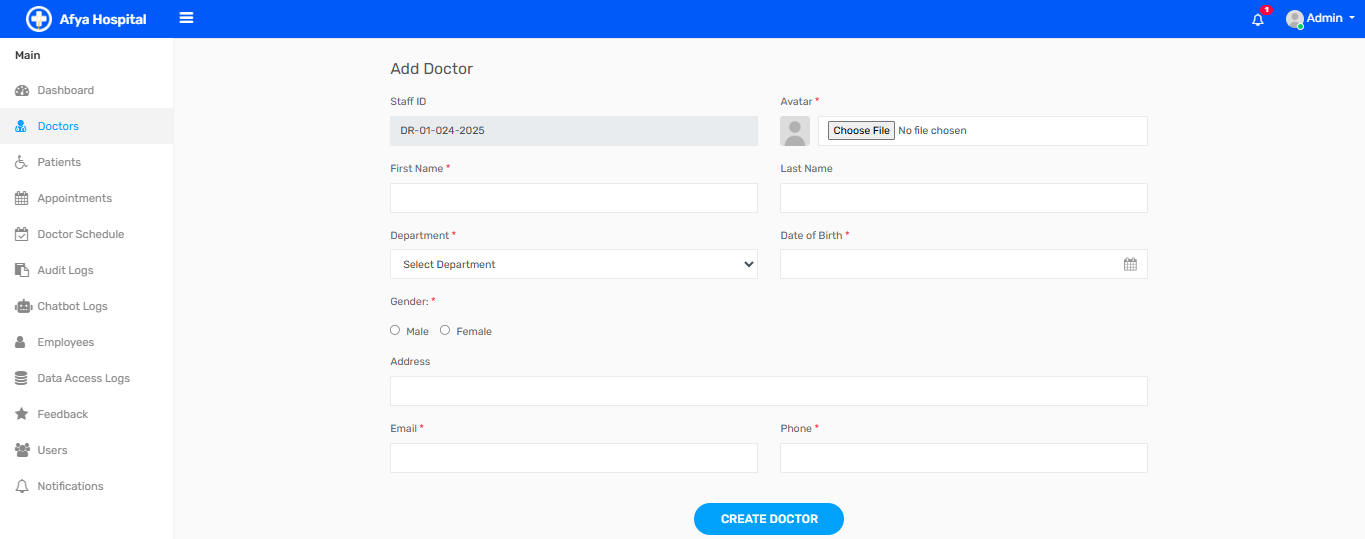 Afya Hospital
1
Admin
Main
Dashboard
Doctors
Patients
Appointments
Doctor Schedule
Audit Logs
Chatbot Logs
Employees
Data Access Logs
Feedback
Users
Notifications
Add Doctor
Staff ID
DR-01-024-2025
Avatar *
Choose File No file chosen
First Name *
Last Name
Department *
Select Department
Date of Birth *
Gender: *
Male Female
Address
Email *
Phone *
CREATE DOCTOR